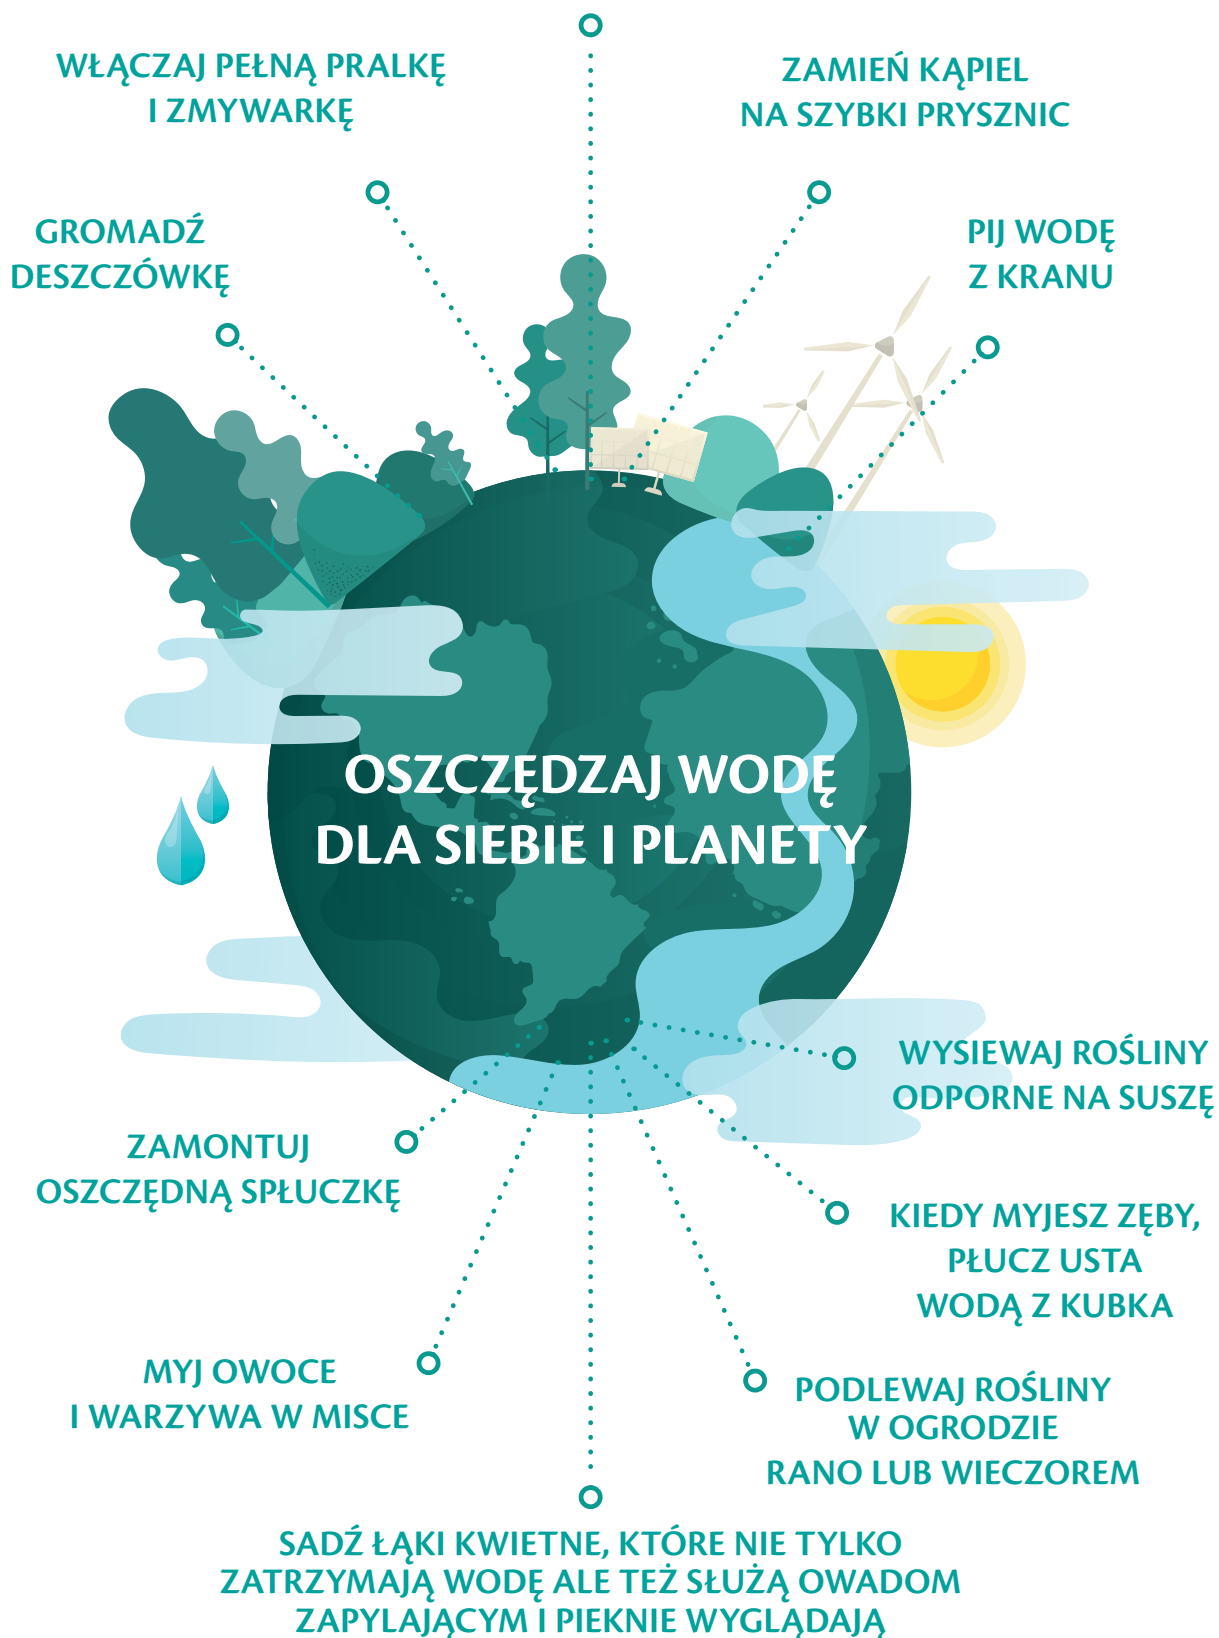 WŁĄCZAJ PEŁNĄ PRALKĘ
I ZMYWARKĘ
ZAMIEŃ KĄPIEL
NA SZYBKI PRYSZNIC
GROMADŹ
DESZCZÓWKĘ
PIJ WODĘ
Z KRANU
OSZCZĘDZAJ WODĘ
DLA SIEBIE I PLANETY
WYSIEWAJ ROŚLINY
ODPORNE NA SUSZĘ
ZAMONTUJ
OSZCZĘDNĄ SPŁUCZKĘ
KIEDY MYJESZ ZĘBY,
PŁUCZ USTA
WODĄ Z KUBKA
MYJ OWOCE
I WARZYWA W MISCE
PODLEWAJ ROŚLINY
W OGRODZIE
RANO LUB WIECZOREM
SADŹ ŁĄKI KWIETNE, KTÓRE NIE TYLKO
ZATRZYMAJĄ WODĘ ALE TEŻ SŁUŻĄ OWADOM
ZAPYLAJĄCYM I PIEKNIE WYGLĄDAJĄ